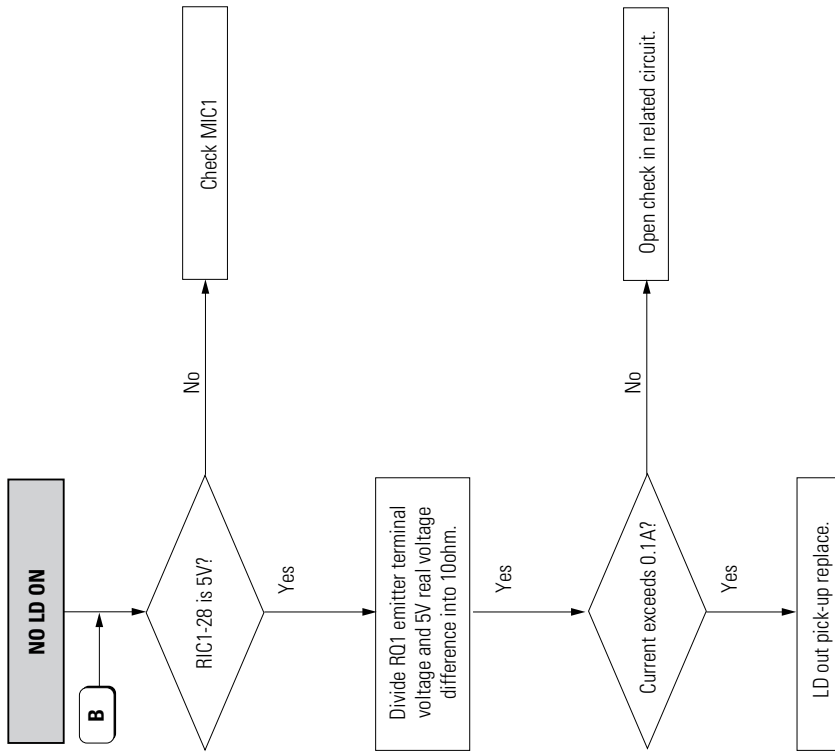 NO LD ON
B
RIC1-28 is 5V?
No
Check MIC1
Yes
Divide RQ1 emitter terminal
voltage and 5V real voltage
difference into 10ohm.
Yes
Current exceeds 0.1A?
No
Open check in related circuit.
Yes
LD out pick-up replace.